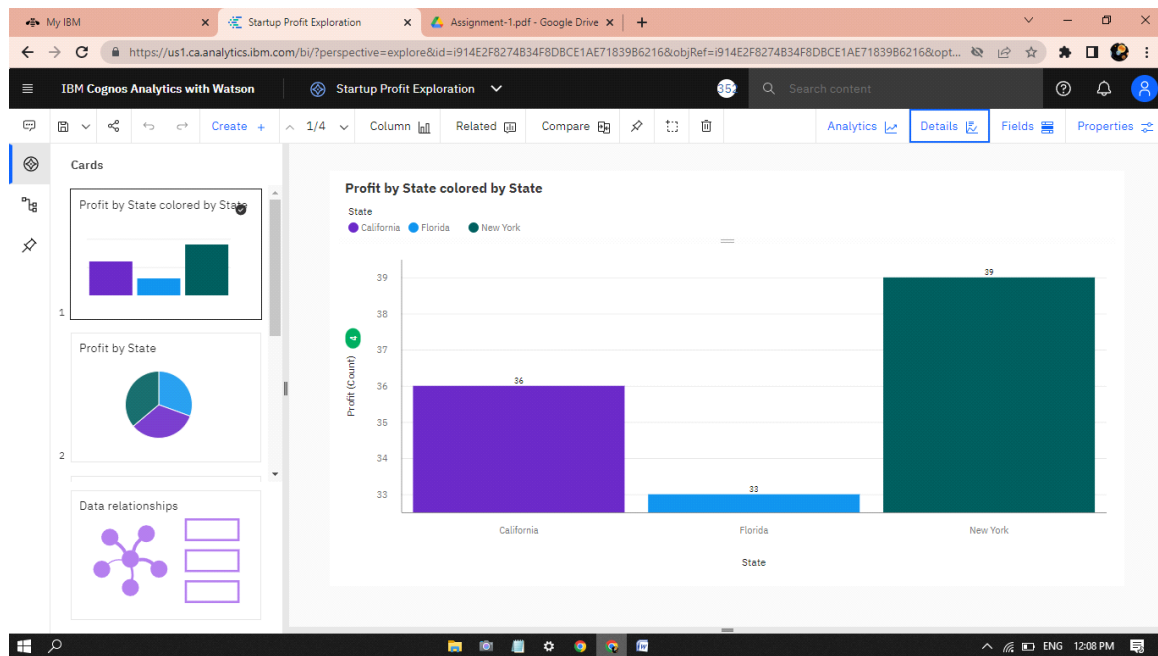 My IBM
Startup Profit Exploration
Assignment-1.pdf - Google Drive
https://us1.ca.analytics.ibm.com/bi/?perspective=explore&id=i914E2F8274B34F8DBCE1AE71839B6216&objRef=i914E2F8274B34F8DBCE1AE71839B6216&opt...
IBM Cognos Analytics with Watson
Startup Profit Exploration
352
Search content
Create +
1/4
Column
Related
Compare
Analytics
Details
Fields
Properties
Cards
Profit by State colored by State
1
Profit by State
2
Data relationships
Profit by State colored by State
State
California
Florida
New York
39
38
37
36
35
34
33
Profit (Count)
36
33
39
California
Florida
New York
State
ENG
12:08 PM